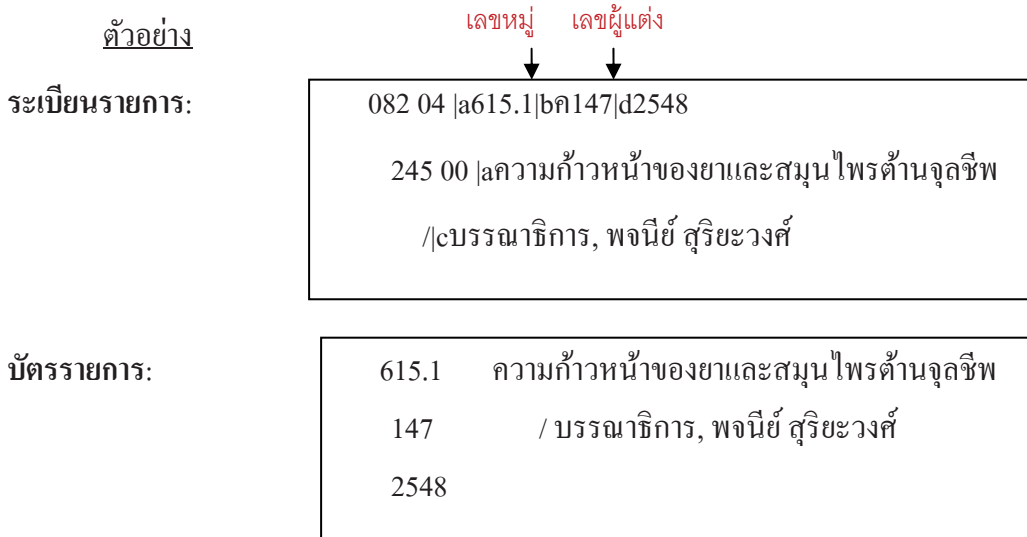 ตัวอย่าง
เลขหมู่ เลขผู้แต่ง
ระเบียนรายการ:
082 04 |a615.1|bค147|d2548
245 00 |aความก้าวหน้าของยาและสมุนไพรต้านจุลชีพ
/|cบรรณาธิการ, พจนีย์ สุริยะวงศ์
บัตรรายการ:
615.1 ความก้าวหน้าของยาและสมุนไพรต้านจุลชีพ
147 / บรรณาธิการ, พจนีย์ สุริยะวงศ์
2548